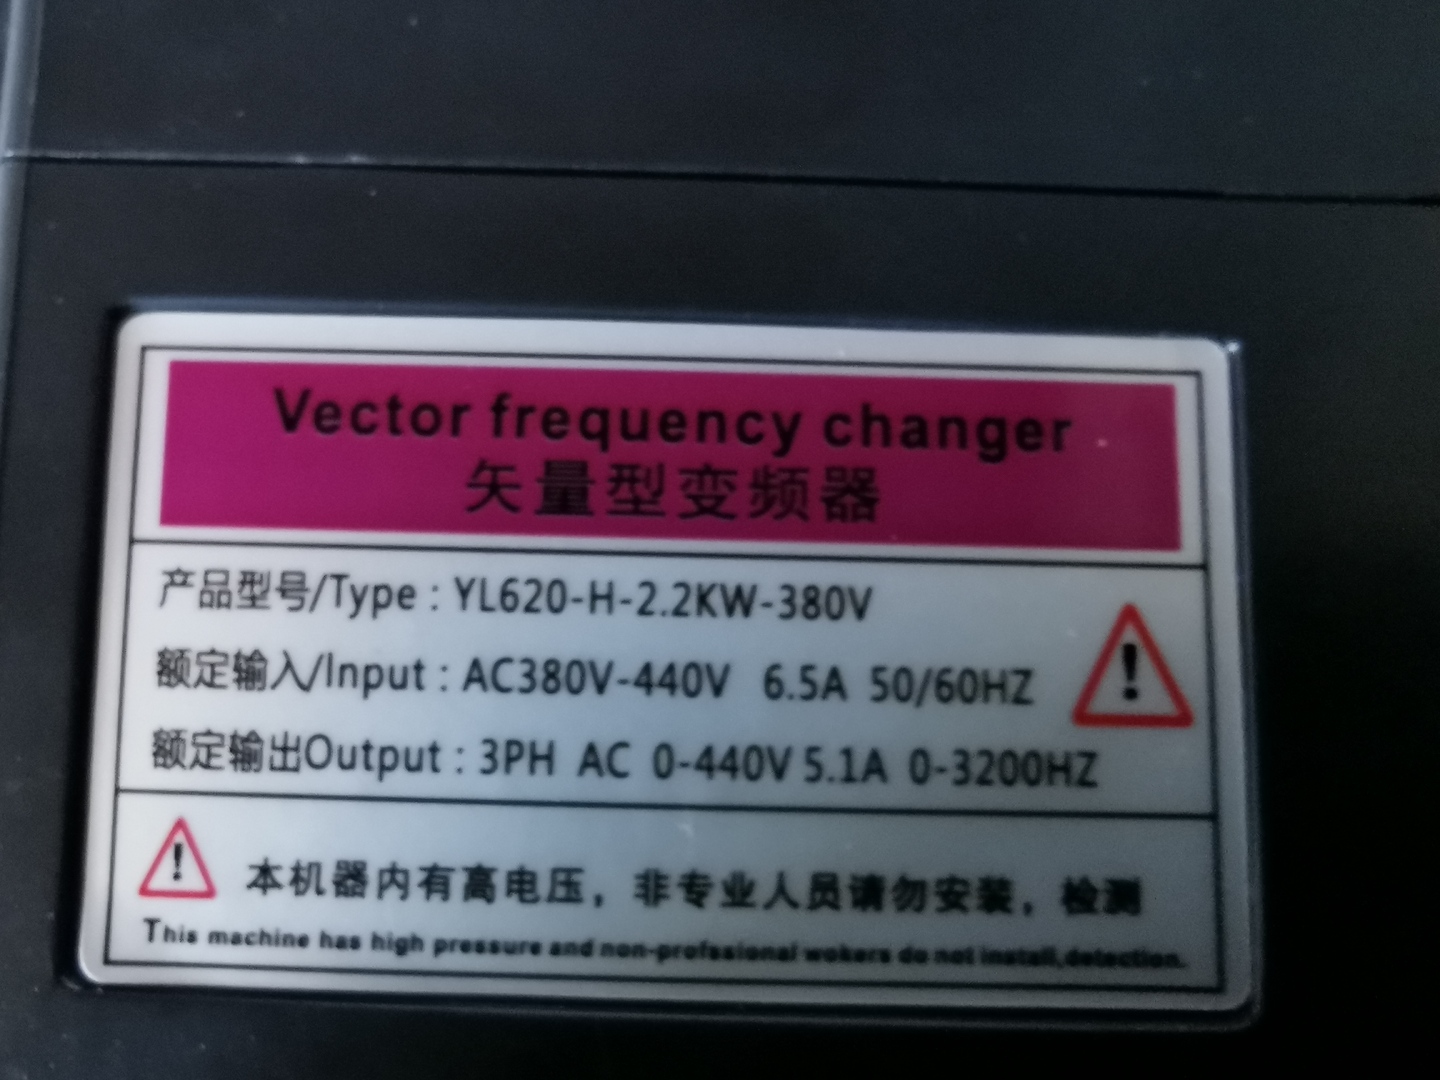 Vector frequency changer
矢量型变频器
产品型号/Type : YL620-H-2.2KW-380V
额定输入/Input : AC380V-440V 6.5A 50/60HZ
额定输出Output : 3PH AC 0-440V 5.1A 0-3200HZ
本机器内有高电压，非专业人员请勿安装，检测
This machine has high pressure and non-profassional wokers do not install,detection.